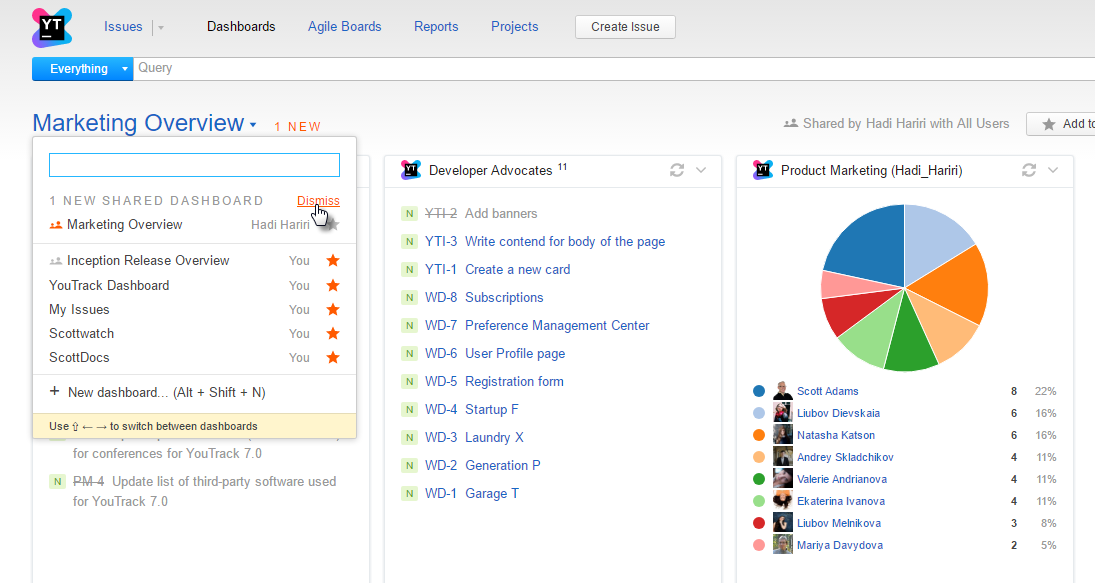 YT
Issues
Dashboards
Agile Boards
Reports
Projects
Create Issue
Everything
Query
Marketing Overview
1 NEW
Shared by Hadi Hariri with All Users
Add to
1 NEW SHARED DASHBOARD
Dismiss
Marketing Overview
Hadi Hariri
Inception Release Overview
You
YouTrack Dashboard
You
My Issues
You
Scottwatch
You
ScottDocs
You
+ New dashboard... (Alt + Shift + N)
Use ⇧ ← → to switch between dashboards
for conferences for YouTrack 7.0
N PM-4 Update list of third-party software used
for YouTrack 7.0
YT
Developer Advocates 11
N YTI-2 Add banners
N YTI-3 Write contend for body of the page
N YTI-1 Create a new card
N WD-8 Subscriptions
N WD-7 Preference Management Center
N WD-6 User Profile page
N WD-5 Registration form
N WD-4 Startup F
N WD-3 Laundry X
N WD-2 Generation P
N WD-1 Garage T
YT
Product Marketing (Hadi_Hariri)
Scott Adams 8 22%
Liubov Dievskaia 6 16%
Natasha Katson 6 16%
Andrey Skladchikov 4 11%
Valerie Andrianova 4 11%
Ekaterina Ivanova 4 11%
Liubov Melnikova 3 8%
Mariya Davydova 2 5%